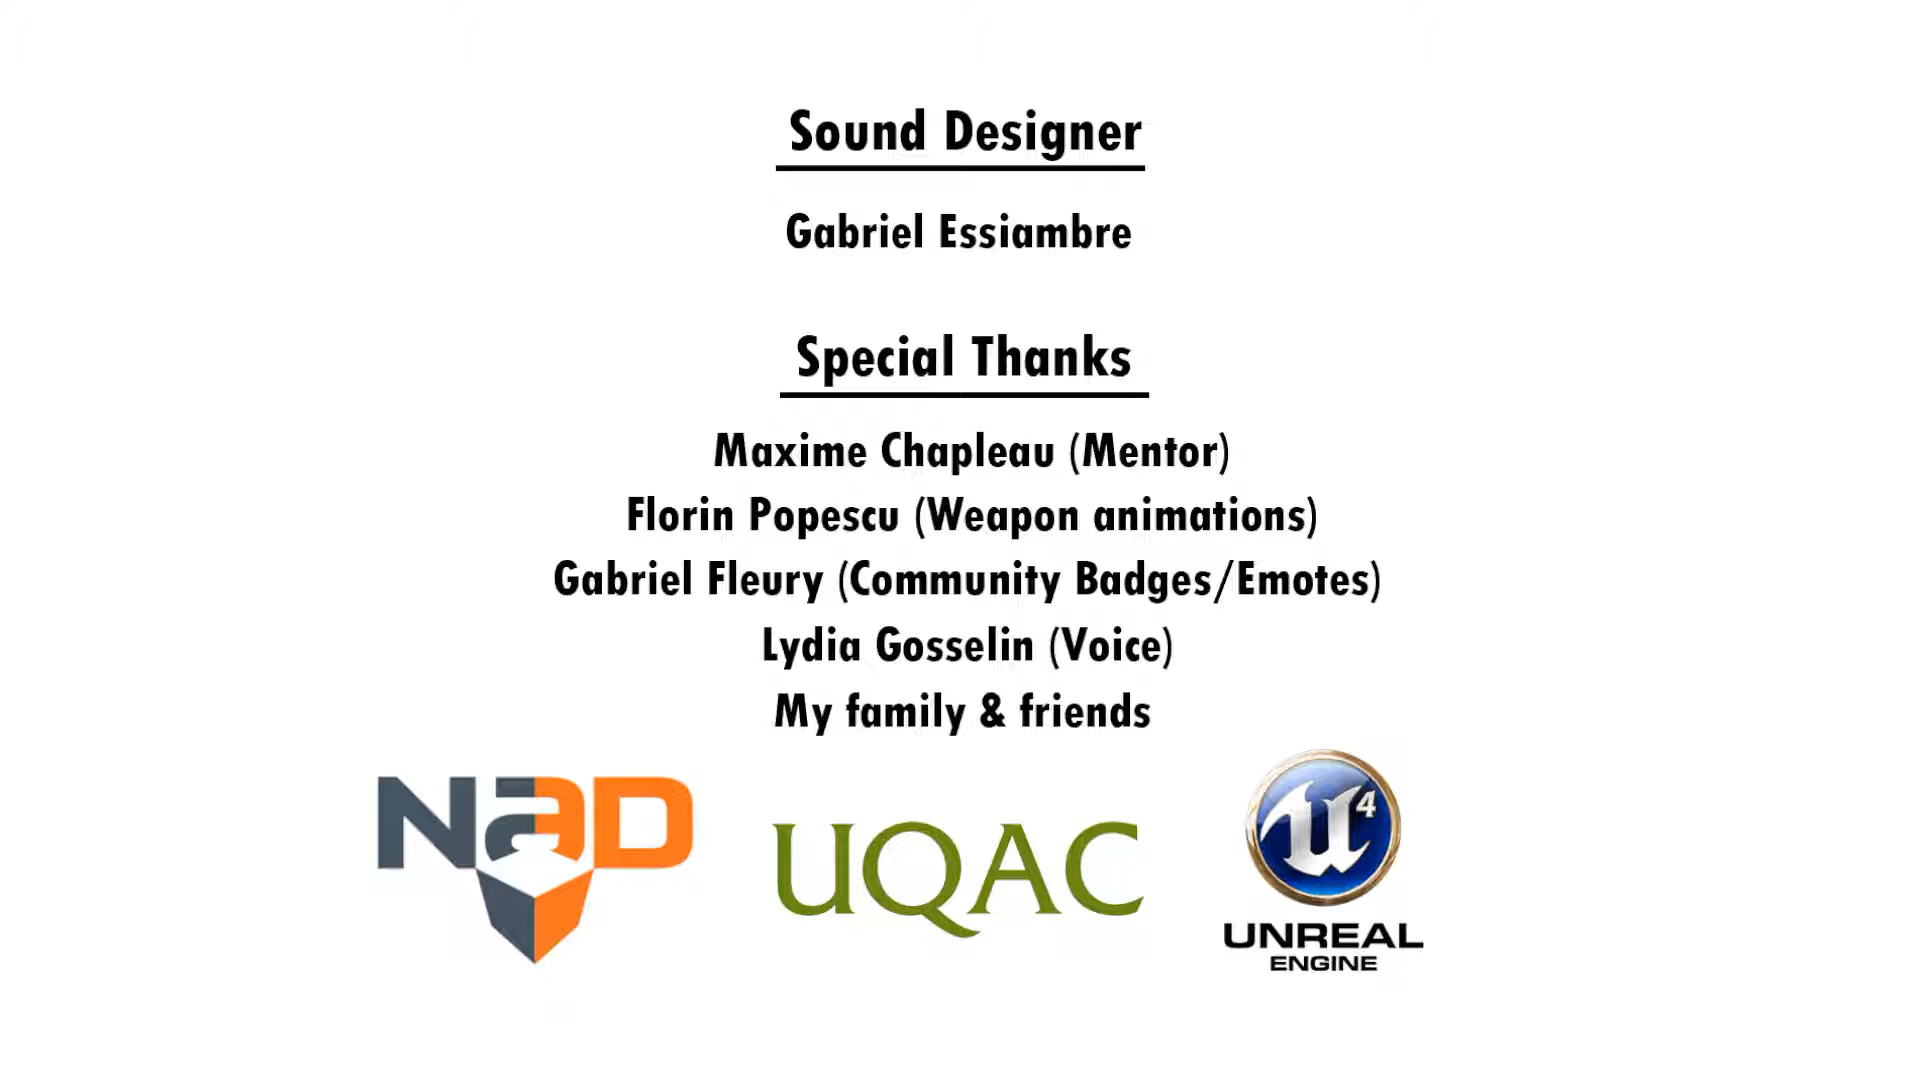 Sound Designer
Gabriel Essiambre
Special Thanks
Maxime Chapleau (Mentor)
Florin Popescu (Weapon animations)
Gabriel Fleury (Community Badges/Emotes)
Lydia Gosselin (Voice)
My family & friends
NAD
UQAC
U4
UNREAL
ENGINE